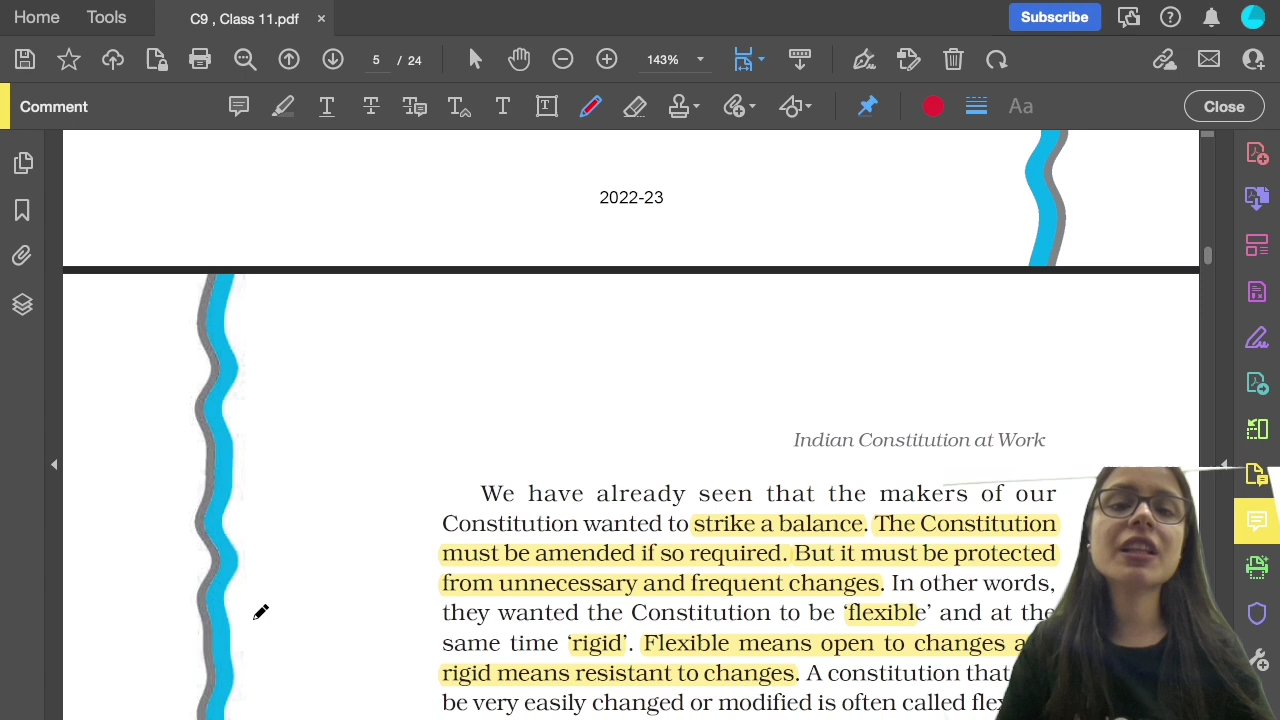 Home
Tools
C9 , Class 11.pdf
×
Subscribe
5 / 24
143%
Comment
Aa
Close
2022-23
Indian Constitution at Work
We have already seen that the makers of our
Constitution wanted to strike a balance. The Constitution
must be amended if so required. But it must be protected
from unnecessary and frequent changes. In other words,
they wanted the Constitution to be ‘flexible’ and at the
same time ‘rigid’. Flexible means open to changes
rigid means resistant to changes. A constitution that
be very easily changed or modified is often called